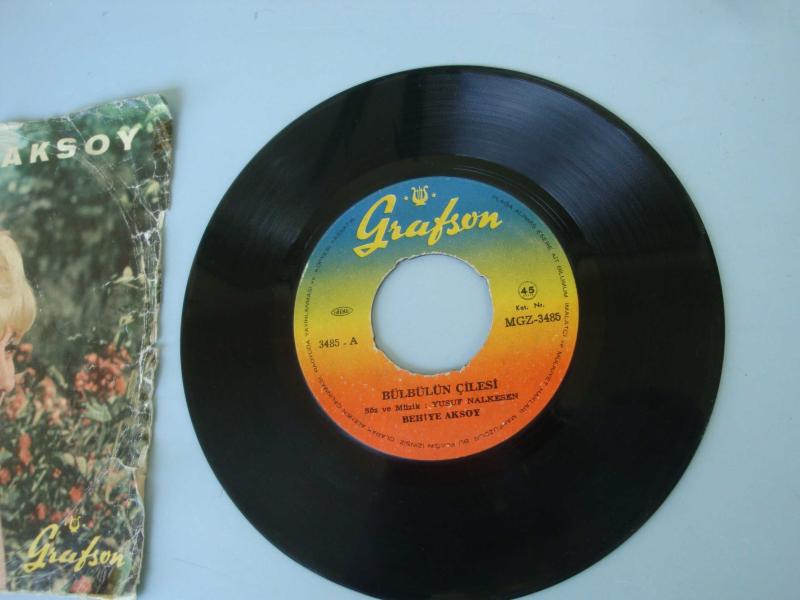 AKSOY
Grafson
Grafson
45
Kat. Nr.
MGZ-3485
3485 - A
BÜLBÜLÜN ÇİLESİ
Söz ve Müzik : YUSUF NALKESEN
BEHİYE AKSOY